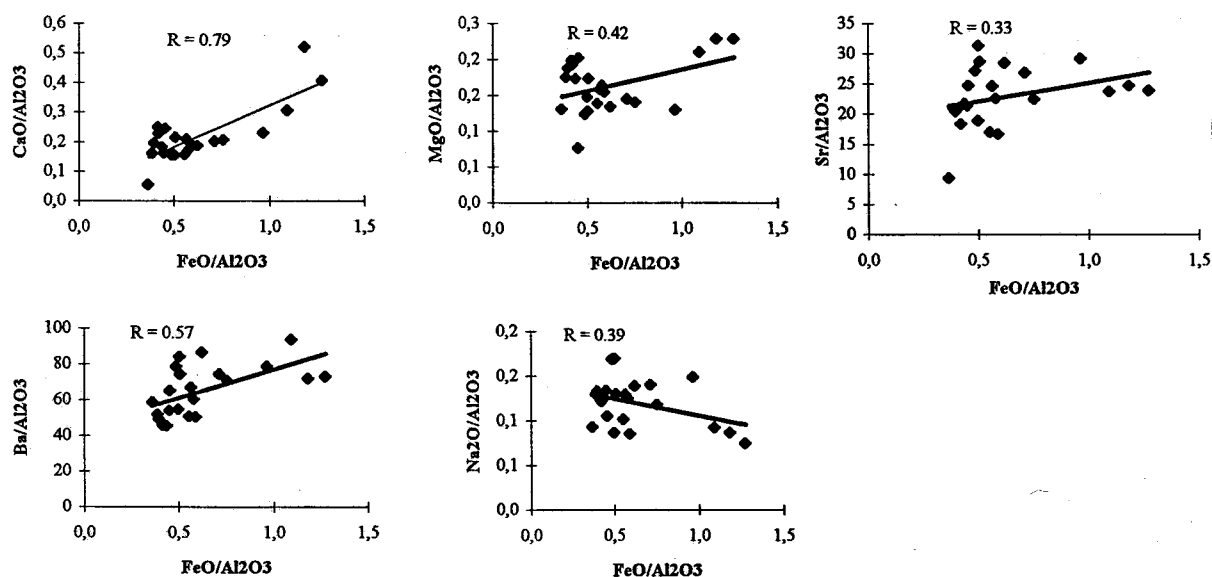 0,6
0,5
0,4
0,3
0,2
0,1
0,0
CaO/Al2O3
R = 0.79
0,0 0,5 1,0 1,5
FeO/Al2O3
0,3
0,2
0,2
0,1
0,1
0,0
MgO/Al2O3
R = 0.42
0,0 0,5 1,0 1,5
FeO/Al2O3
35
30
25
20
15
10
5
0
Sr/Al2O3
R = 0.33
0,0 0,5 1,0 1,5
FeO/Al2O3
100
80
60
40
20
0
Ba/Al2O3
R = 0.57
0,0 0,5 1,0 1,5
FeO/Al2O3
0,2
0,2
0,1
0,1
0,0
Na2O/Al2O3
R = 0.39
0,0 0,5 1,0 1,5
FeO/Al2O3